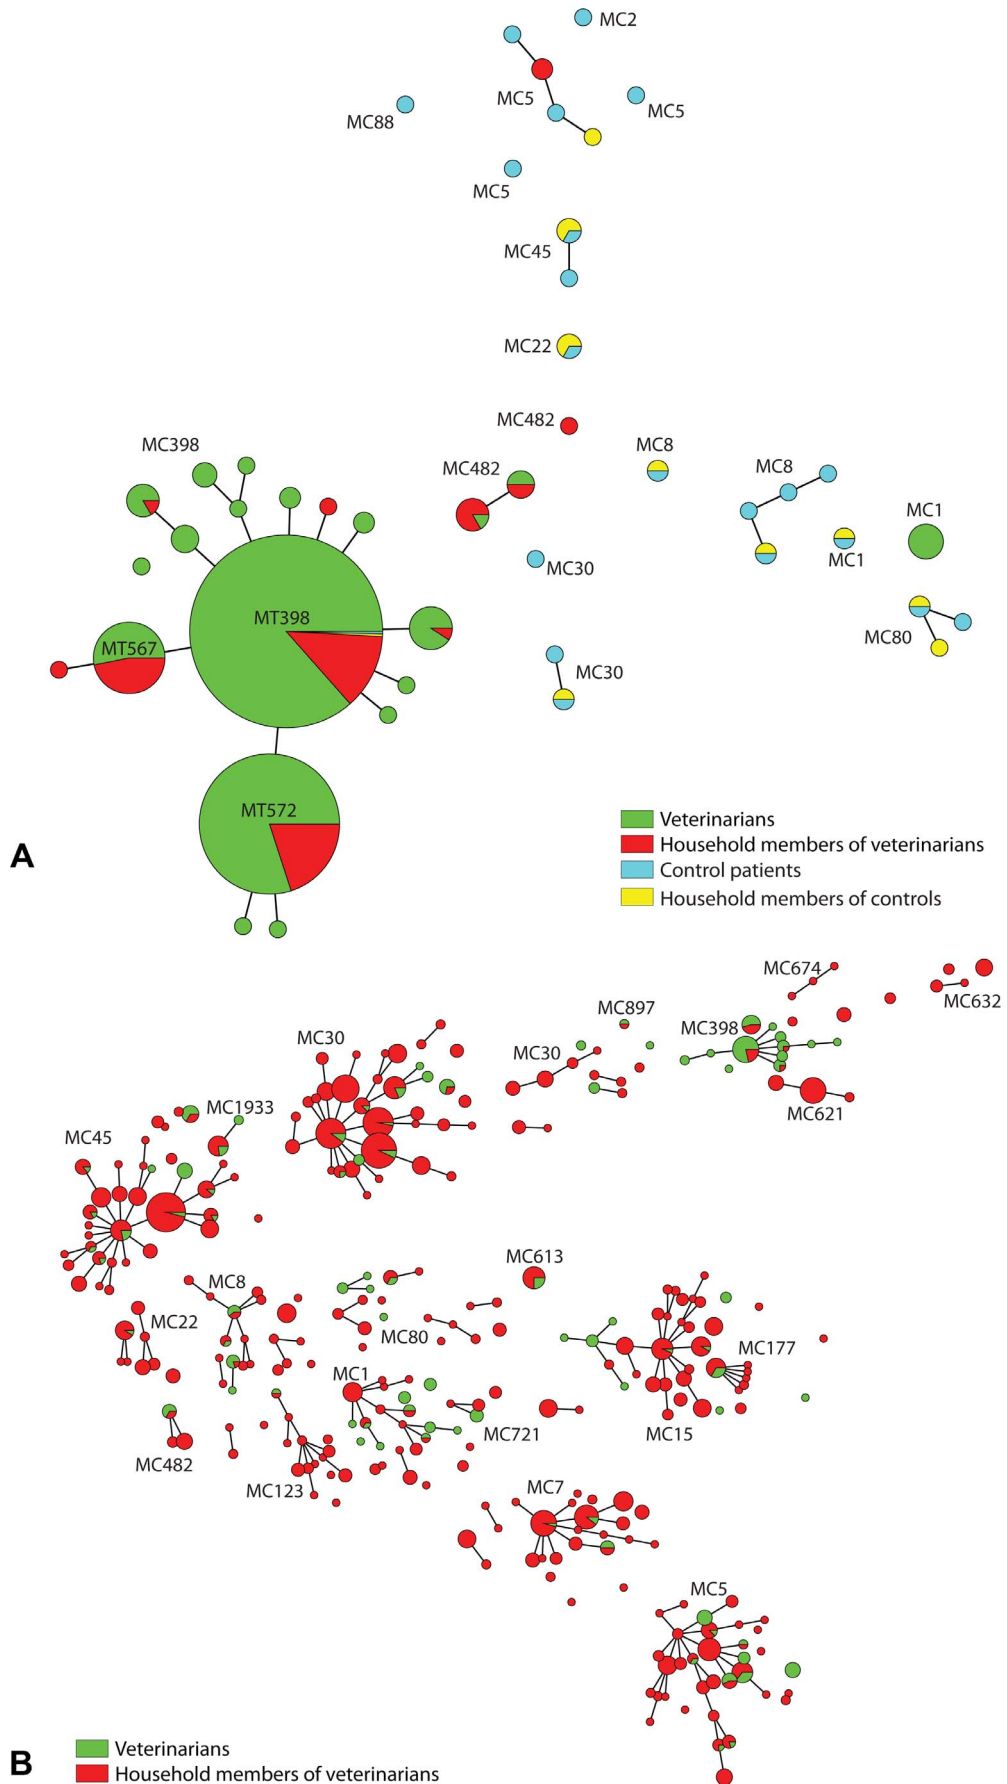 MC2
MC5
MC5
MC88
MC5
MC45
MC22
MC482
MC398
MC8
MC482
MC8
MC1
MC30
MC1
MT398
MC80
MT567
MC30
MT572
Veterinarians
Household members of veterinarians
Control patients
Household members of controls
A
MC674
MC632
MC897
MC398
MC30
MC30
MC621
MC1933
MC45
MC613
MC8
MC22
MC80
MC177
MC1
MC721
MC15
MC482
MC123
MC7
MC5
Veterinarians
Household members of veterinarians
B